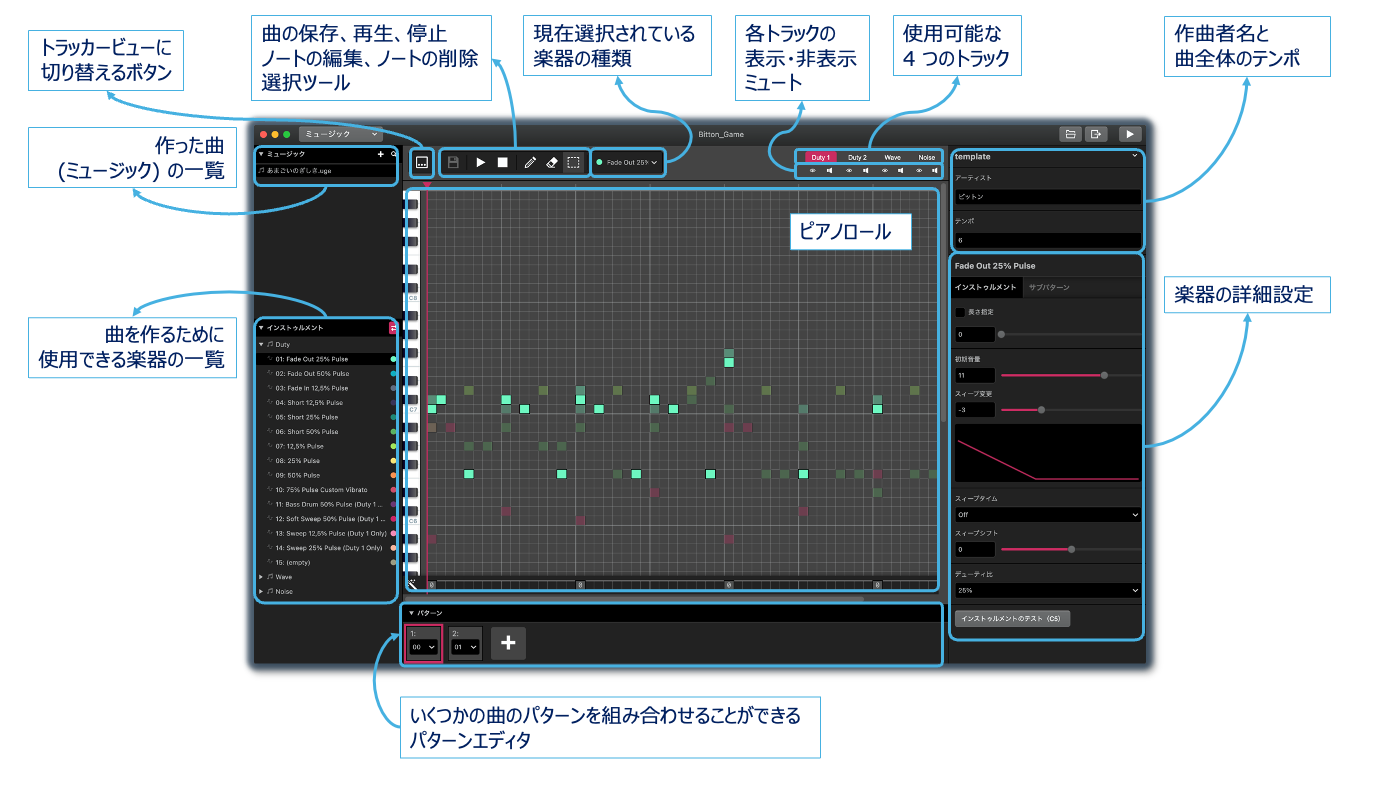 トラッカービューに
切り替えるボタン
曲の保存、再生、停止
ノートの編集、ノートの削除
選択ツール
現在選択されている
楽器の種類
各トラックの
表示・非表示
ミュート
使用可能な
4 つのトラック
作曲者名と
曲全体のテンポ
作った曲
(ミュージック) の一覧
曲を作るために
使用できる楽器の一覧
ミュージック
Bitton_Game
ミュージック
あまごいのぎしき.uge
Fade Out 25%
Duty 1
Duty 2
Wave
Noise
ピアノロール
C8
C7
C6
0
0
0
0
インストゥルメント
Duty
01: Fade Out 25% Pulse
02: Fade Out 50% Pulse
03: Fade In 12,5% Pulse
04: Short 12,5% Pulse
05: Short 25% Pulse
06: Short 50% Pulse
07: 12,5% Pulse
08: 25% Pulse
09: 50% Pulse
10: 75% Pulse Custom Vibrato
11: Bass Drum 50% Pulse (Duty 1 ...
12: Soft Sweep 50% Pulse (Duty 1 ...
13: Sweep 12,5% Pulse (Duty 1 Only)
14: Sweep 25% Pulse (Duty 1 Only)
15: (empty)
Wave
Noise
パターン
1:
00
2:
01
template
アーティスト
ビットン
テンポ
6
Fade Out 25% Pulse
インストゥルメント
サブパターン
長さ指定
0
初期音量
11
スィープ変更
-3
スィープタイム
Off
スィープシフト
0
デューティ比
25%
インストゥルメントのテスト (C5)
楽器の詳細設定
いくつかの曲のパターンを組み合わせることができる
パターンエディタ